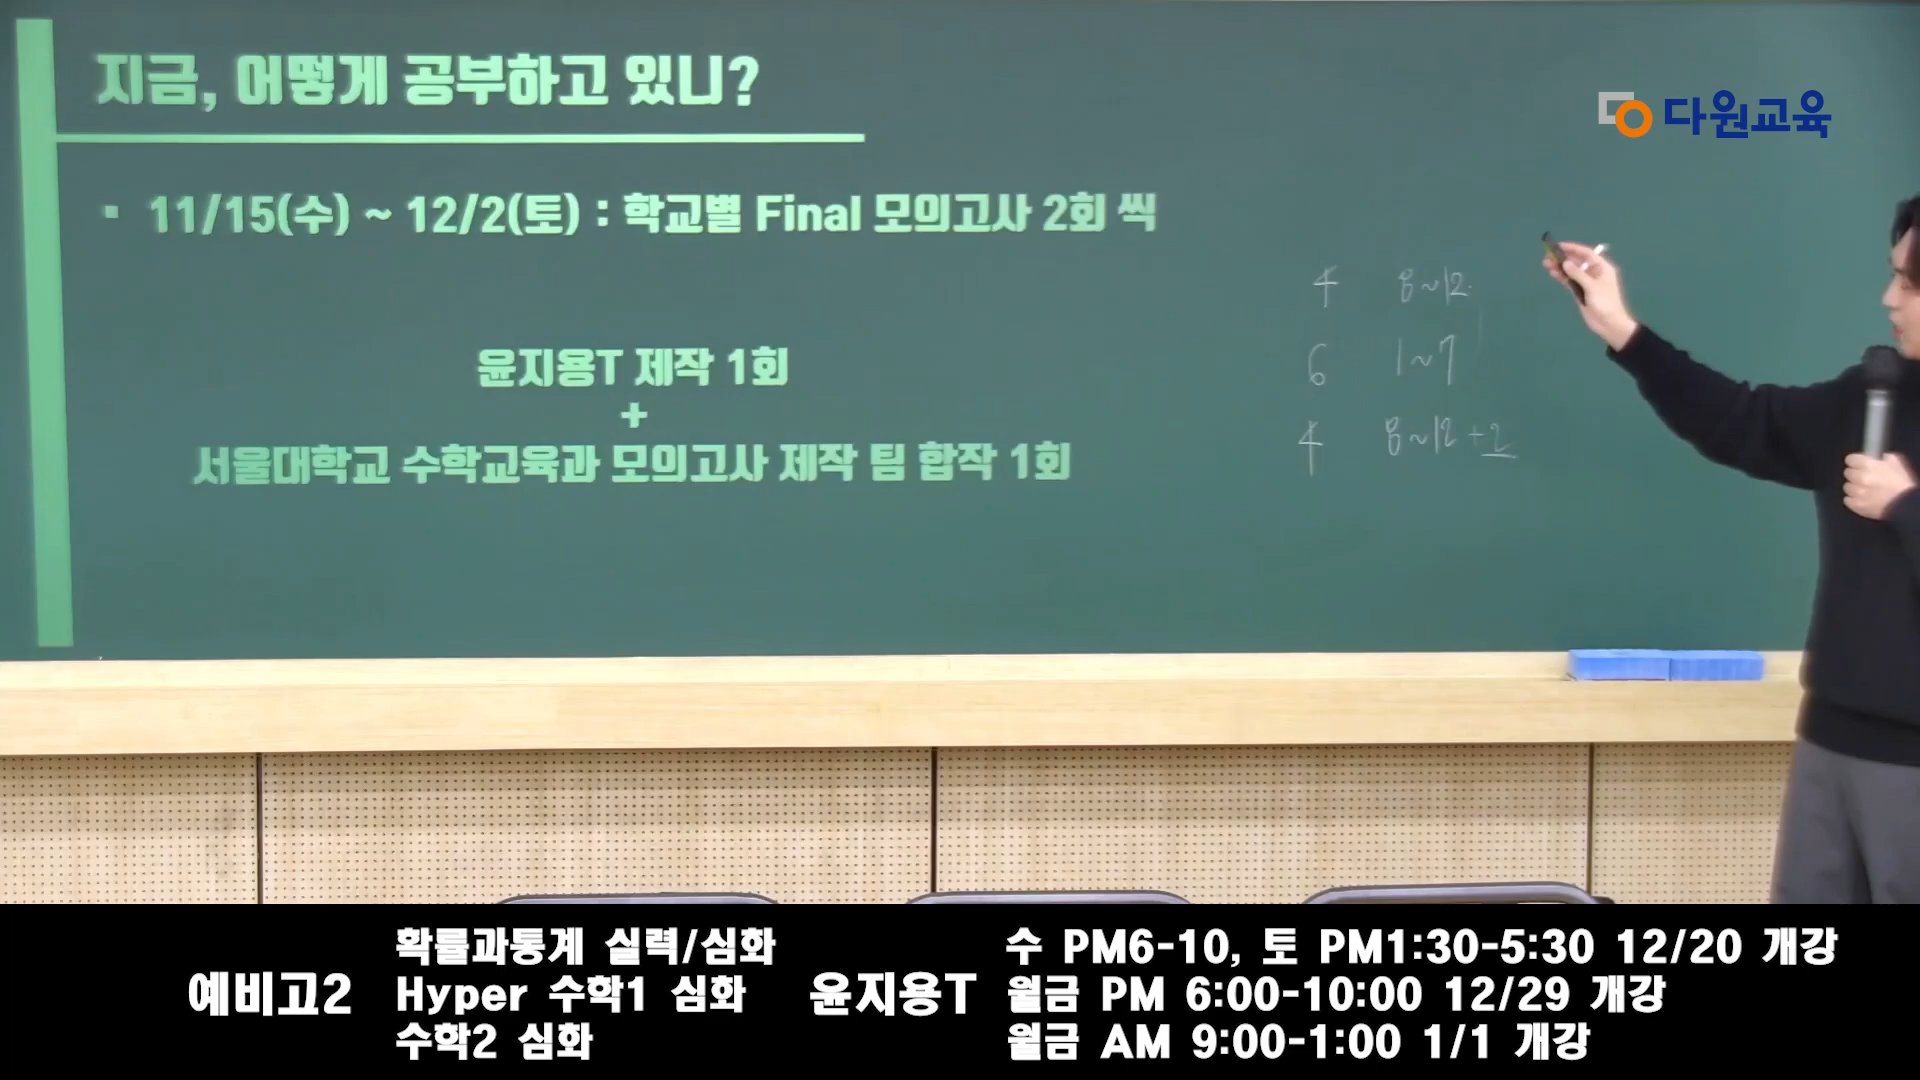 지금, 어떻게 공부하고 있니?
다원교육
▪ 11/15(수) ~ 12/2(토) : 학교별 Final 모의고사 2회 씩
윤지용T 제작 1회
+
서울대학교 수학교육과 모의고사 제작 팀 합작 1회
4 8~12.
6 1~7
4 8~12 +2
예비고2
확률과통계 실력/심화
Hyper 수학1 심화
수학2 심화
윤지용T
수 PM6-10, 토 PM1:30-5:30 12/20 개강
월금 PM 6:00-10:00 12/29 개강
월금 AM 9:00-1:00 1/1 개강